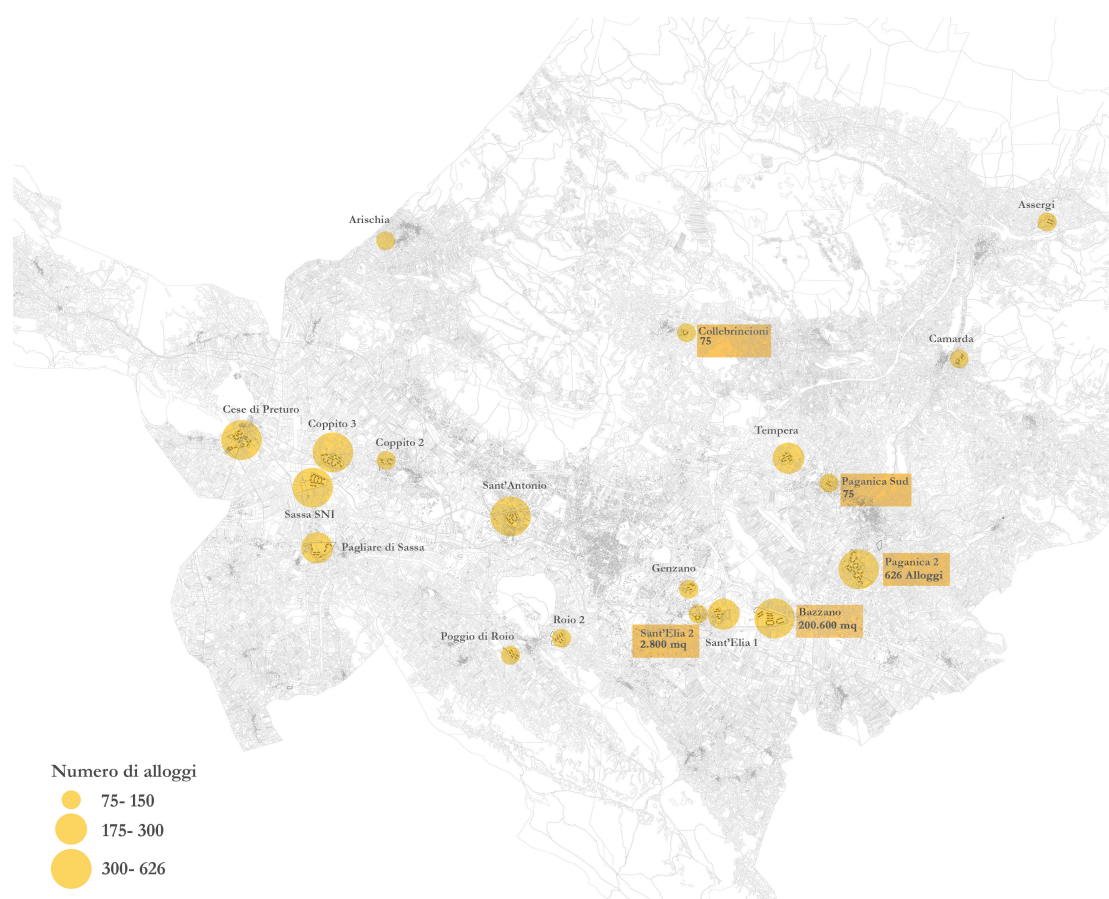 Assergi
Arischia
Collebrincioni
75
Camarda
Cese di Preturo
Coppito 3
Coppito 2
Tempera
Sant'Antonio
Paganica Sud
75
Sassa SNI
Pagliare di Sassa
Genzano
Paganica 2
626 Alloggi
Bazzano
200.600 mq
Roio 2
Poggio di Roio
Sant'Elia 2
2.800 mq
Sant'Elia 1
Numero di alloggi
75- 150
175- 300
300- 626